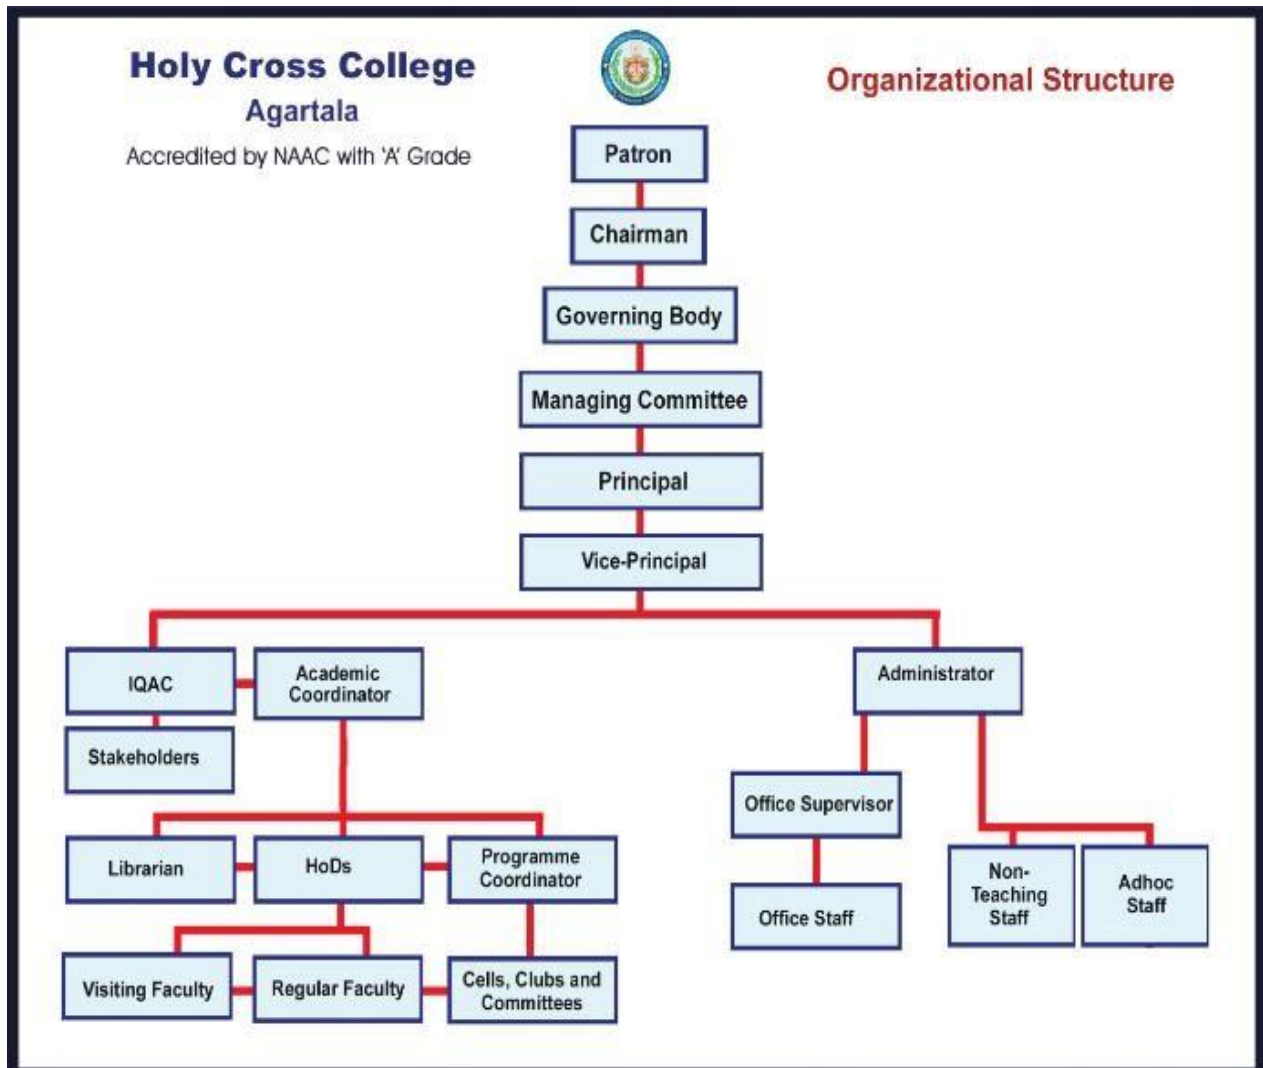 Holy Cross College
Agartala
Accredited by NAAC with 'A' Grade
Organizational Structure
Patron
Chairman
Governing Body
Managing Committee
Principal
Vice-Principal
IQAC
Academic
Coordinator
Administrator
Stakeholders
Office Supervisor
Librarian
HoDs
Programme
Coordinator
Office Staff
Non-
Teaching
Staff
Adhoc
Staff
Visiting Faculty
Regular Faculty
Cells, Clubs and
Committees